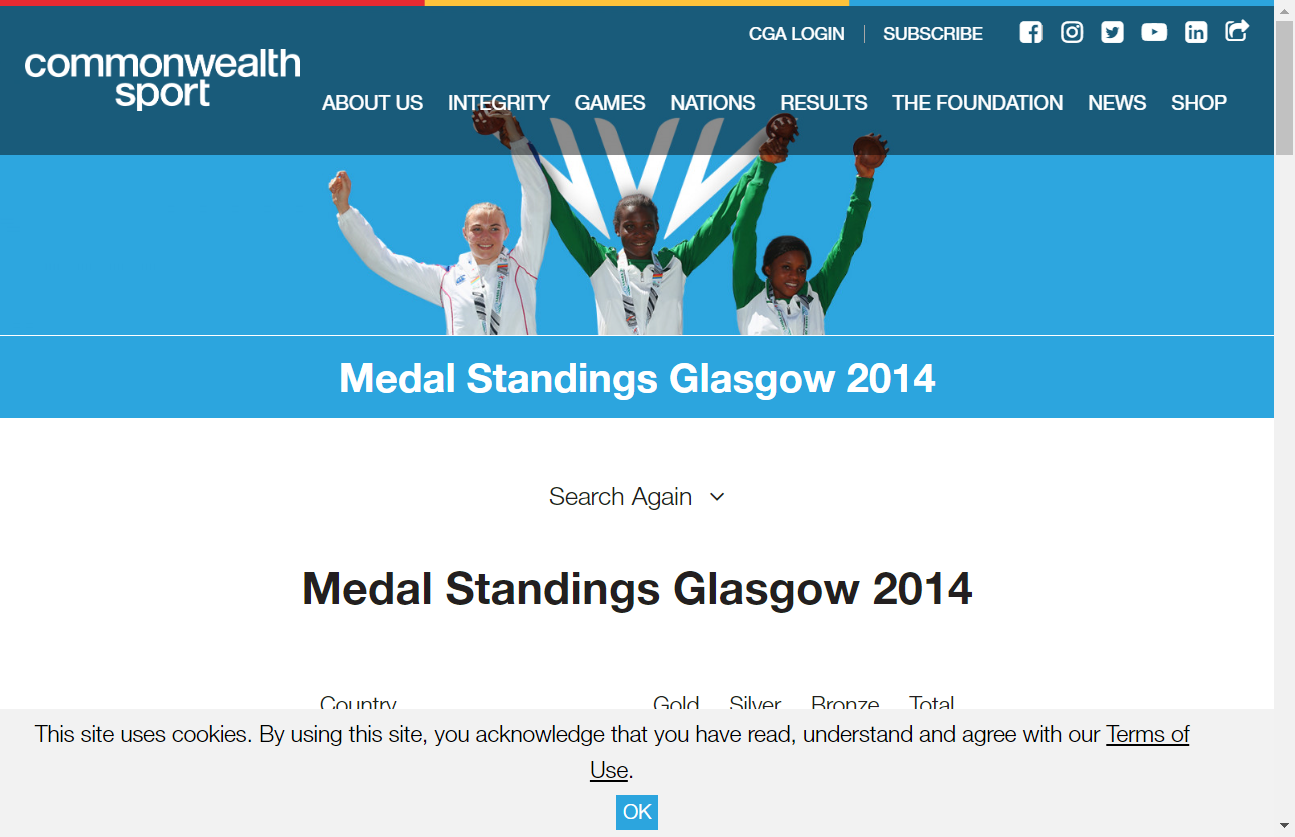 CGA LOGIN
SUBSCRIBE
commonwealth
sport
ABOUT US INTEGRITY GAMES NATIONS RESULTS THE FOUNDATION NEWS SHOP
Medal Standings Glasgow 2014
Search Again
Medal Standings Glasgow 2014
Country Gold Silver Bronze Total
This site uses cookies. By using this site, you acknowledge that you have read, understand and agree with our Terms of
Use.
OK